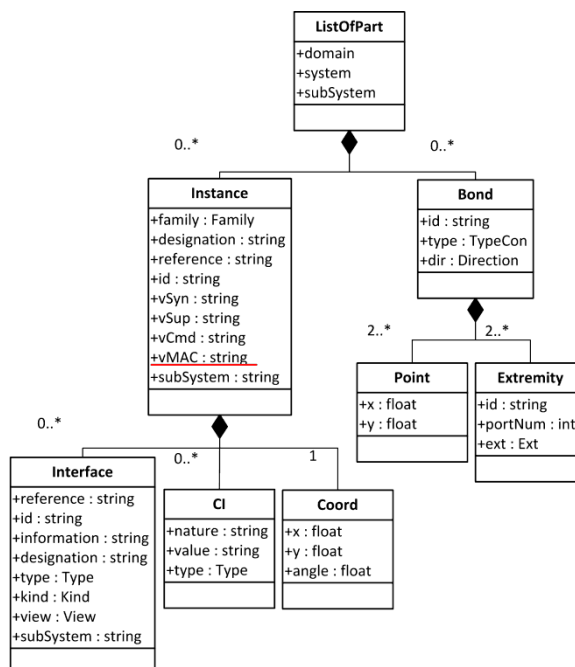 ListOfPart
+domain
+system
+subSystem
0..*
0..*
Instance
+family : Family
+designation : string
+reference : string
+id : string
+vSyn : string
+vSup : string
+vCmd : string
+vMAC : string
+subSystem : string
Bond
+id : string
+type : TypeCon
+dir : Direction
2..*
2..*
Point
+x : float
+y : float
Extremity
+id : string
+portNum : int
+ext : Ext
0..*
0..*
1
Interface
+reference : string
+id : string
+information : string
+designation : string
+type : Type
+kind : Kind
+view : View
+subSystem : string
CI
+nature : string
+value : string
+type : Type
Coord
+x : float
+y : float
+angle : float